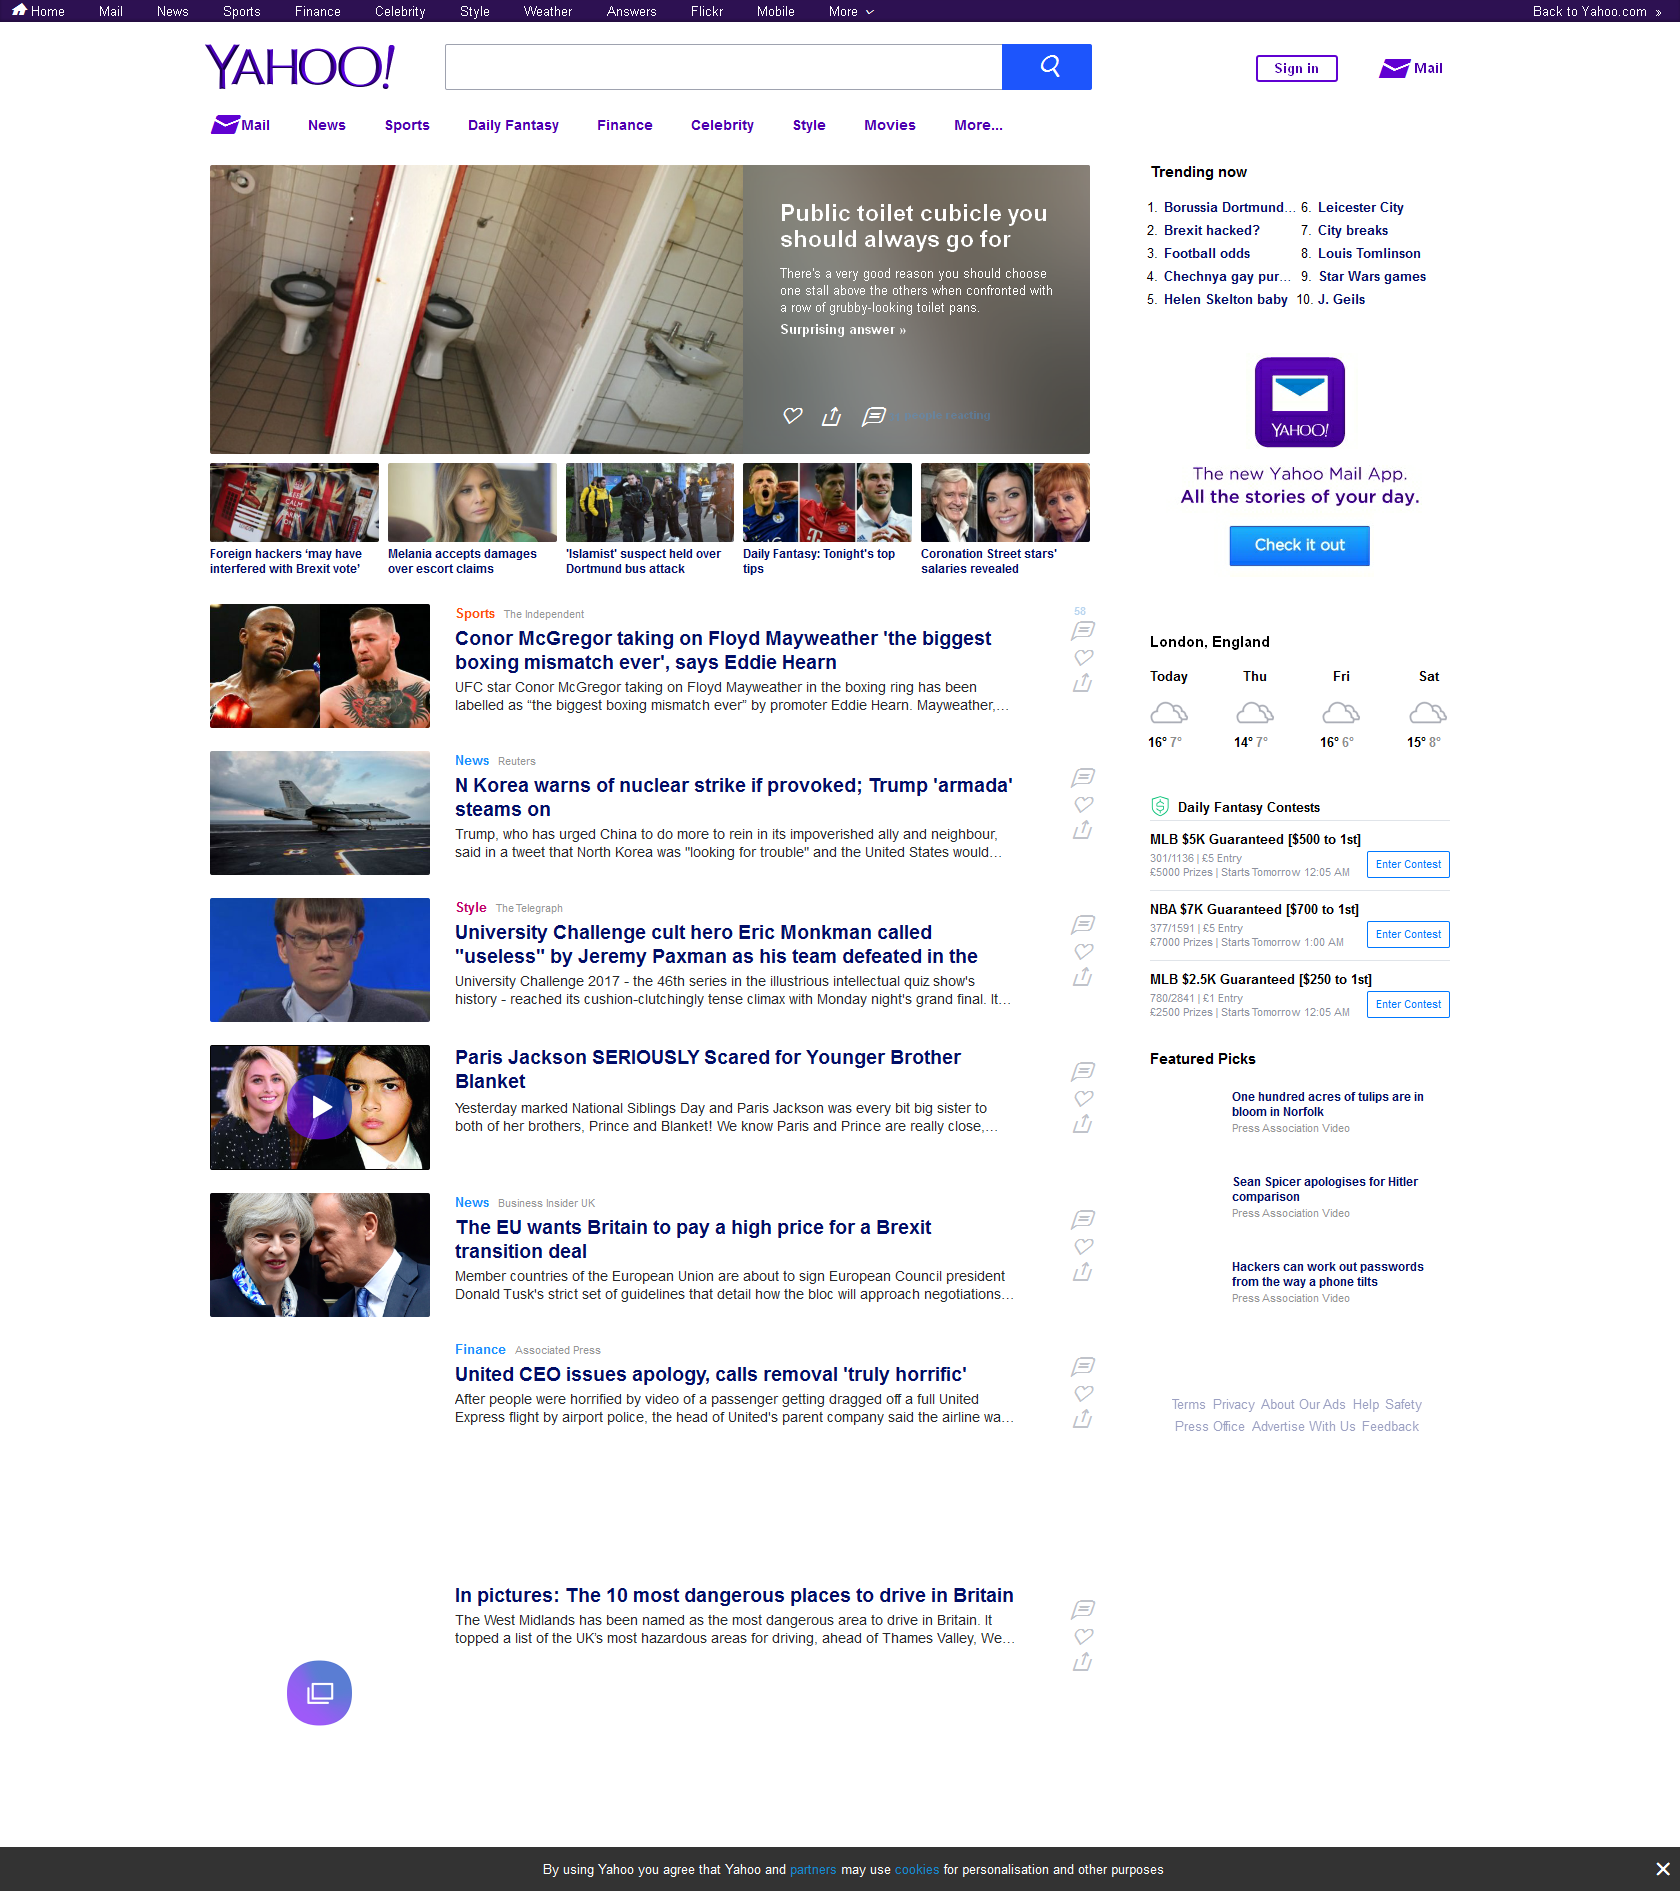 Home Mail News Sports Finance Celebrity Style Weather Answers Flickr Mobile More Back to Yahoo.com »
YAHOO!
Sign in
Mail
Mail News Sports Daily Fantasy Finance Celebrity Style Movies More...
Public toilet cubicle you
should always go for
There's a very good reason you should choose
one stall above the others when confronted with
a row of grubby-looking toilet pans.
Surprising answer »
Foreign hackers ‘may have
interfered with Brexit vote’
Melania accepts damages
over escort claims
'Islamist' suspect held over
Dortmund bus attack
Daily Fantasy: Tonight's top
tips
Coronation Street stars'
salaries revealed
Sports The Independent
Conor McGregor taking on Floyd Mayweather 'the biggest
boxing mismatch ever', says Eddie Hearn
UFC star Conor McGregor taking on Floyd Mayweather in the boxing ring has been
labelled as “the biggest boxing mismatch ever” by promoter Eddie Hearn. Mayweather,...
58
News Reuters
N Korea warns of nuclear strike if provoked; Trump 'armada'
steams on
Trump, who has urged China to do more to rein in its impoverished ally and neighbour,
said in a tweet that North Korea was "looking for trouble" and the United States would...
Style The Telegraph
University Challenge cult hero Eric Monkman called
"useless" by Jeremy Paxman as his team defeated in the
University Challenge 2017 - the 46th series in the illustrious intellectual quiz show's
history - reached its cushion-clutchingly tense climax with Monday night's grand final. It...
Paris Jackson SERIOUSLY Scared for Younger Brother
Blanket
Yesterday marked National Siblings Day and Paris Jackson was every bit big sister to
both of her brothers, Prince and Blanket! We know Paris and Prince are really close,...
News Business Insider UK
The EU wants Britain to pay a high price for a Brexit
transition deal
Member countries of the European Union are about to sign European Council president
Donald Tusk's strict set of guidelines that detail how the bloc will approach negotiations...
Finance Associated Press
United CEO issues apology, calls removal 'truly horrific'
After people were horrified by video of a passenger getting dragged off a full United
Express flight by airport police, the head of United's parent company said the airline wa...
In pictures: The 10 most dangerous places to drive in Britain
The West Midlands has been named as the most dangerous area to drive in Britain. It
topped a list of the UK's most hazardous areas for driving, ahead of Thames Valley, We...
Trending now
1. Borussia Dortmund... 6. Leicester City
2. Brexit hacked? 7. City breaks
3. Football odds 8. Louis Tomlinson
4. Chechnya gay pur... 9. Star Wars games
5. Helen Skelton baby 10. J. Geils
YAHOO!
The new Yahoo Mail App.
All the stories of your day.
Check it out
London, England
Today Thu Fri Sat
16° 7° 14° 7° 16° 6° 15° 8°
Daily Fantasy Contests
MLB $5K Guaranteed [$500 to 1st]
301/1136 | £5 Entry
£5000 Prizes | Starts Tomorrow 12:05 AM
Enter Contest
NBA $7K Guaranteed [$700 to 1st]
377/1591 | £5 Entry
£7000 Prizes | Starts Tomorrow 1:00 AM
Enter Contest
MLB $2.5K Guaranteed [$250 to 1st]
780/2841 | £1 Entry
£2500 Prizes | Starts Tomorrow 12:05 AM
Enter Contest
Featured Picks
One hundred acres of tulips are in
bloom in Norfolk
Press Association Video
Sean Spicer apologises for Hitler
comparison
Press Association Video
Hackers can work out passwords
from the way a phone tilts
Press Association Video
Terms Privacy About Our Ads Help Safety
Press Office Advertise With Us Feedback
By using Yahoo you agree that Yahoo and partners may use cookies for personalisation and other purposes